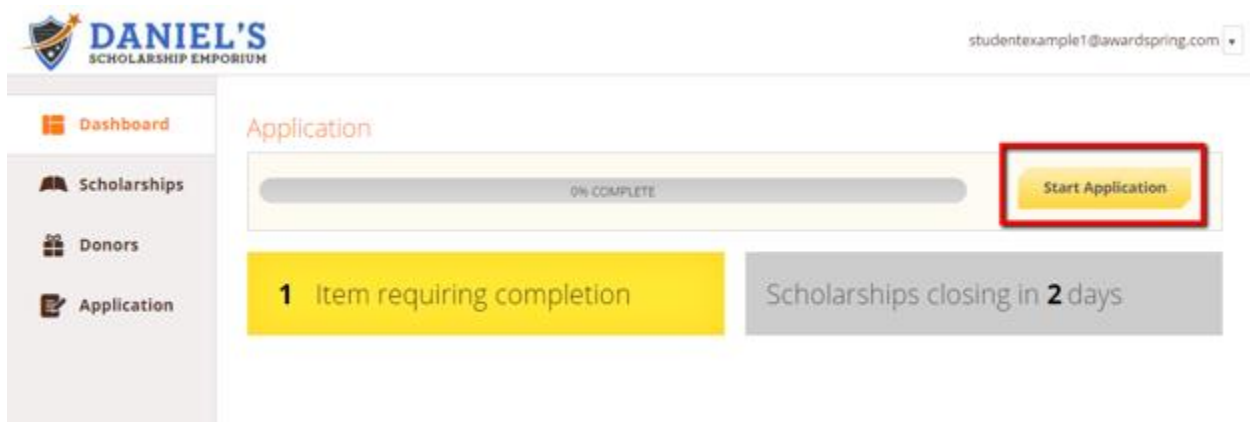 DANIEL'S
SCHOLARSHIP EMPORIUM
studentexample1@awardspring.com
Dashboard
Scholarships
Donors
Application
Application
0% COMPLETE
Start Application
1 Item requiring completion
Scholarships closing in 2 days